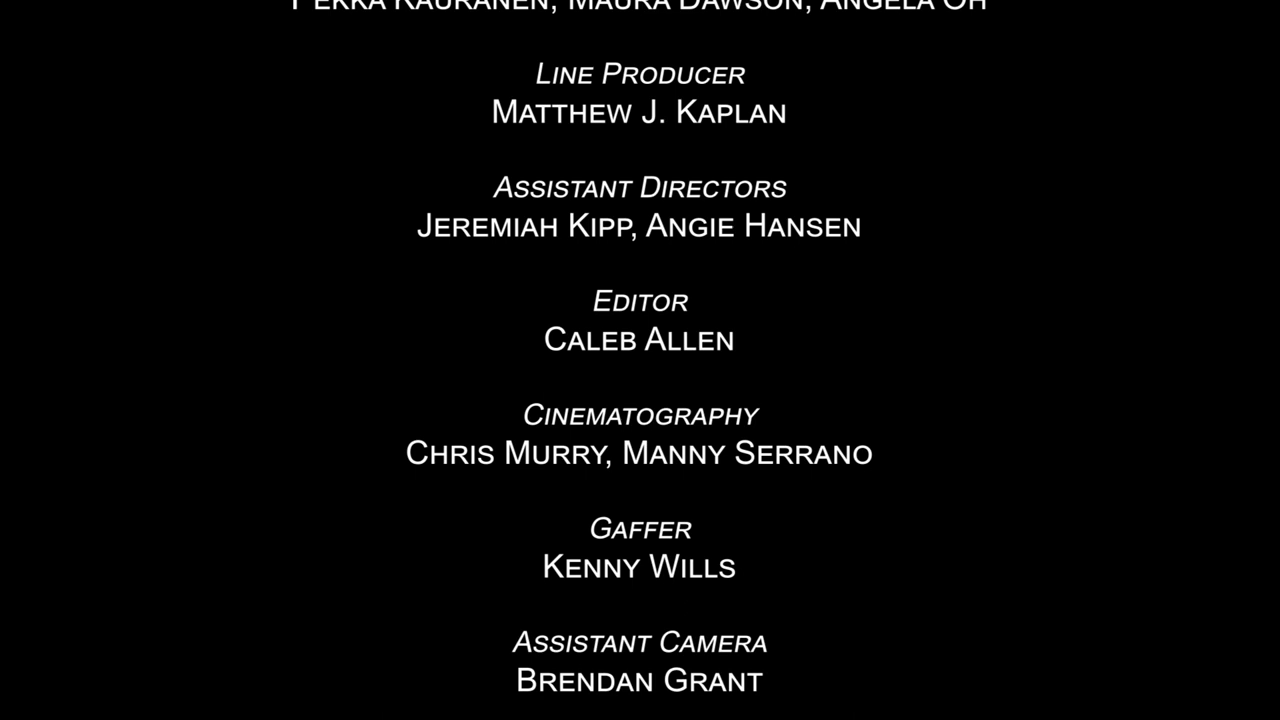 Pekka Kauranen, Maura Dawson, Angela Oh
Line Producer
Matthew J. Kaplan
Assistant Directors
Jeremiah Kipp, Angie Hansen
Editor
Caleb Allen
Cinematography
Chris Murry, Manny Serrano
Gaffer
Kenny Wills
Assistant Camera
Brendan Grant